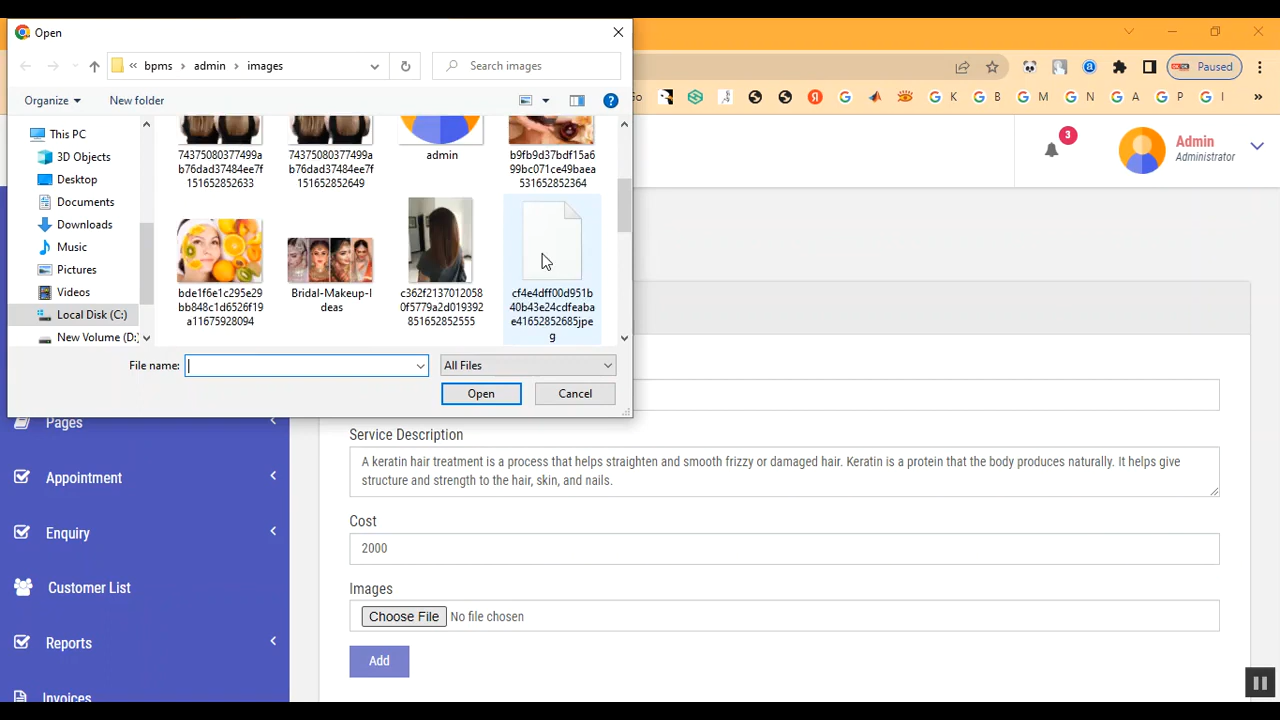 Open
bpms
admin
images
Search images
Paused
Organize
New folder
Go
K
B
M
N
A
P
»
This PC
3D Objects
Desktop
Documents
Downloads
Music
Pictures
Videos
Local Disk (C:)
New Volume (D:)
74375080377499a
b76dad37484ee7f
151652852633
74375080377499a
b76dad37484ee7f
151652852649
admin
b9fb9d37bdf15a6
99bc071ce49baea
531652852364
bde1f6e1c295e29
bb848c1d6526f19
a11675928094
Bridal-Makeup-I
deas
c362f2137012058
0f5779a2d019392
851652852555
cf4e4dff00d951b
40b43e24cdfeaba
e41652852685jpe
g
File name:
All Files
Open
Cancel
3
Admin
Administrator
Pages
Appointment
Enquiry
Customer List
Reports
Invoices
Service Description
A keratin hair treatment is a process that helps straighten and smooth frizzy or damaged hair. Keratin is a protein that the body produces naturally. It helps give
structure and strength to the hair, skin, and nails.
Cost
2000
Images
Choose File No file chosen
Add